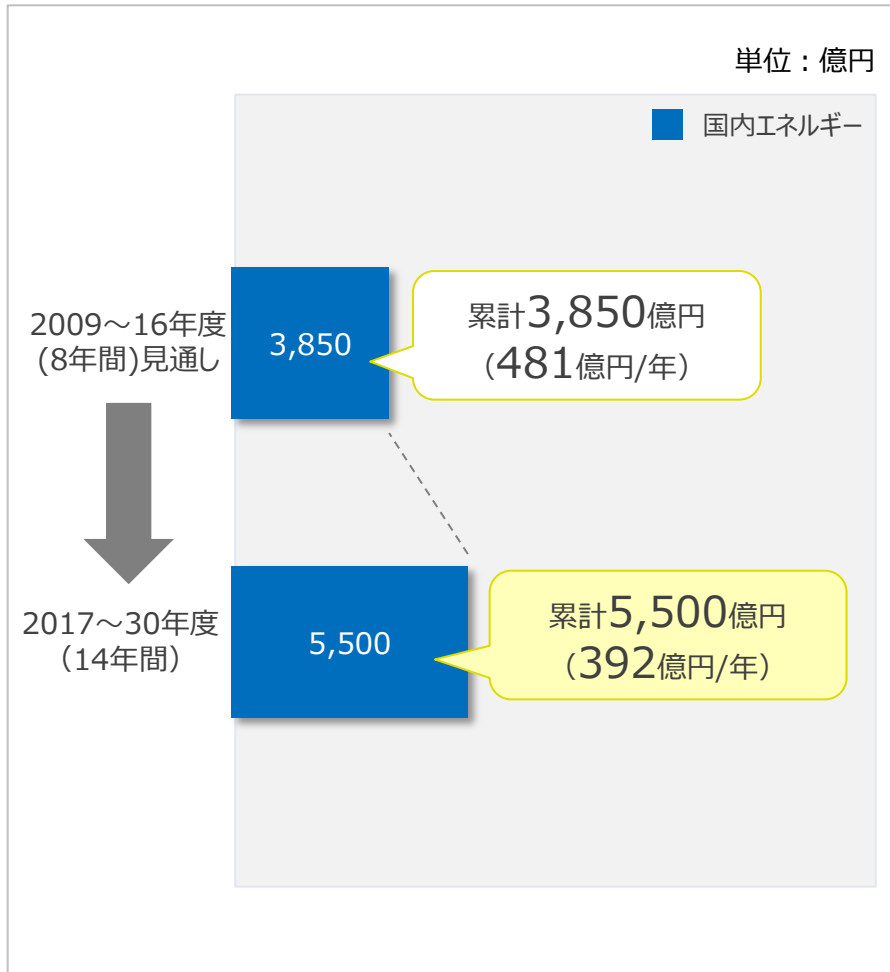 単位：億円
国内エネルギー
2009～16年度
(8年間)見通し
3,850
累計3,850億円
（481億円/年）
2017～30年度
（14年間）
5,500
累計5,500億円
（392億円/年）